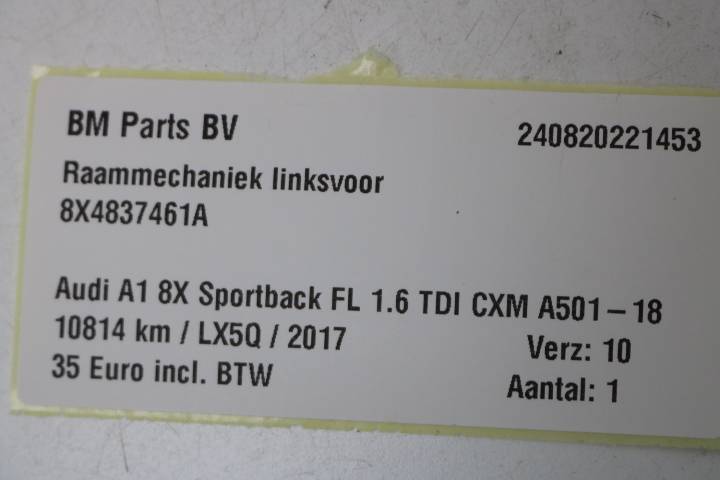 BM Parts BV 240820221453
Raammechaniek linksvoor
8X4837461A
Audi A1 8X Sportback FL 1.6 TDI CXM A501-18
10814 km / LX5Q / 2017 Verz: 10
35 Euro incl. BTW Aantal: 1